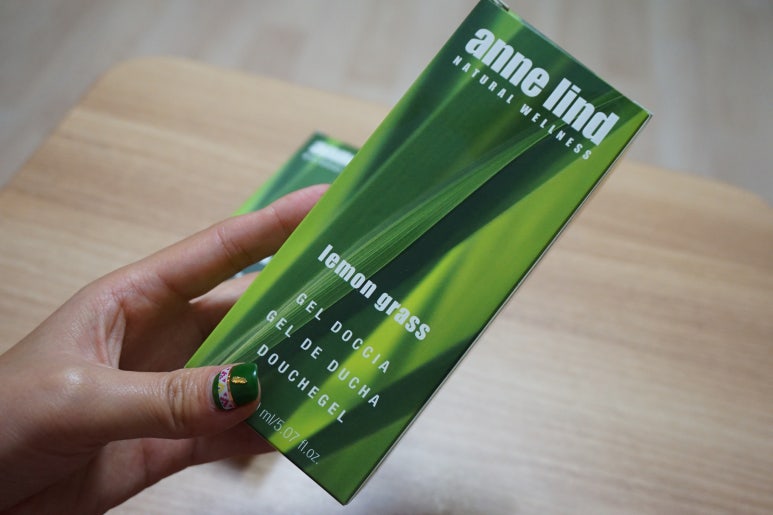 anne lind
NATURAL WELLNESS
lemon grass
GEL DOCCIA
GEL DE DUCHA
DOUCHEGEL
ml/5.07 fl.oz.